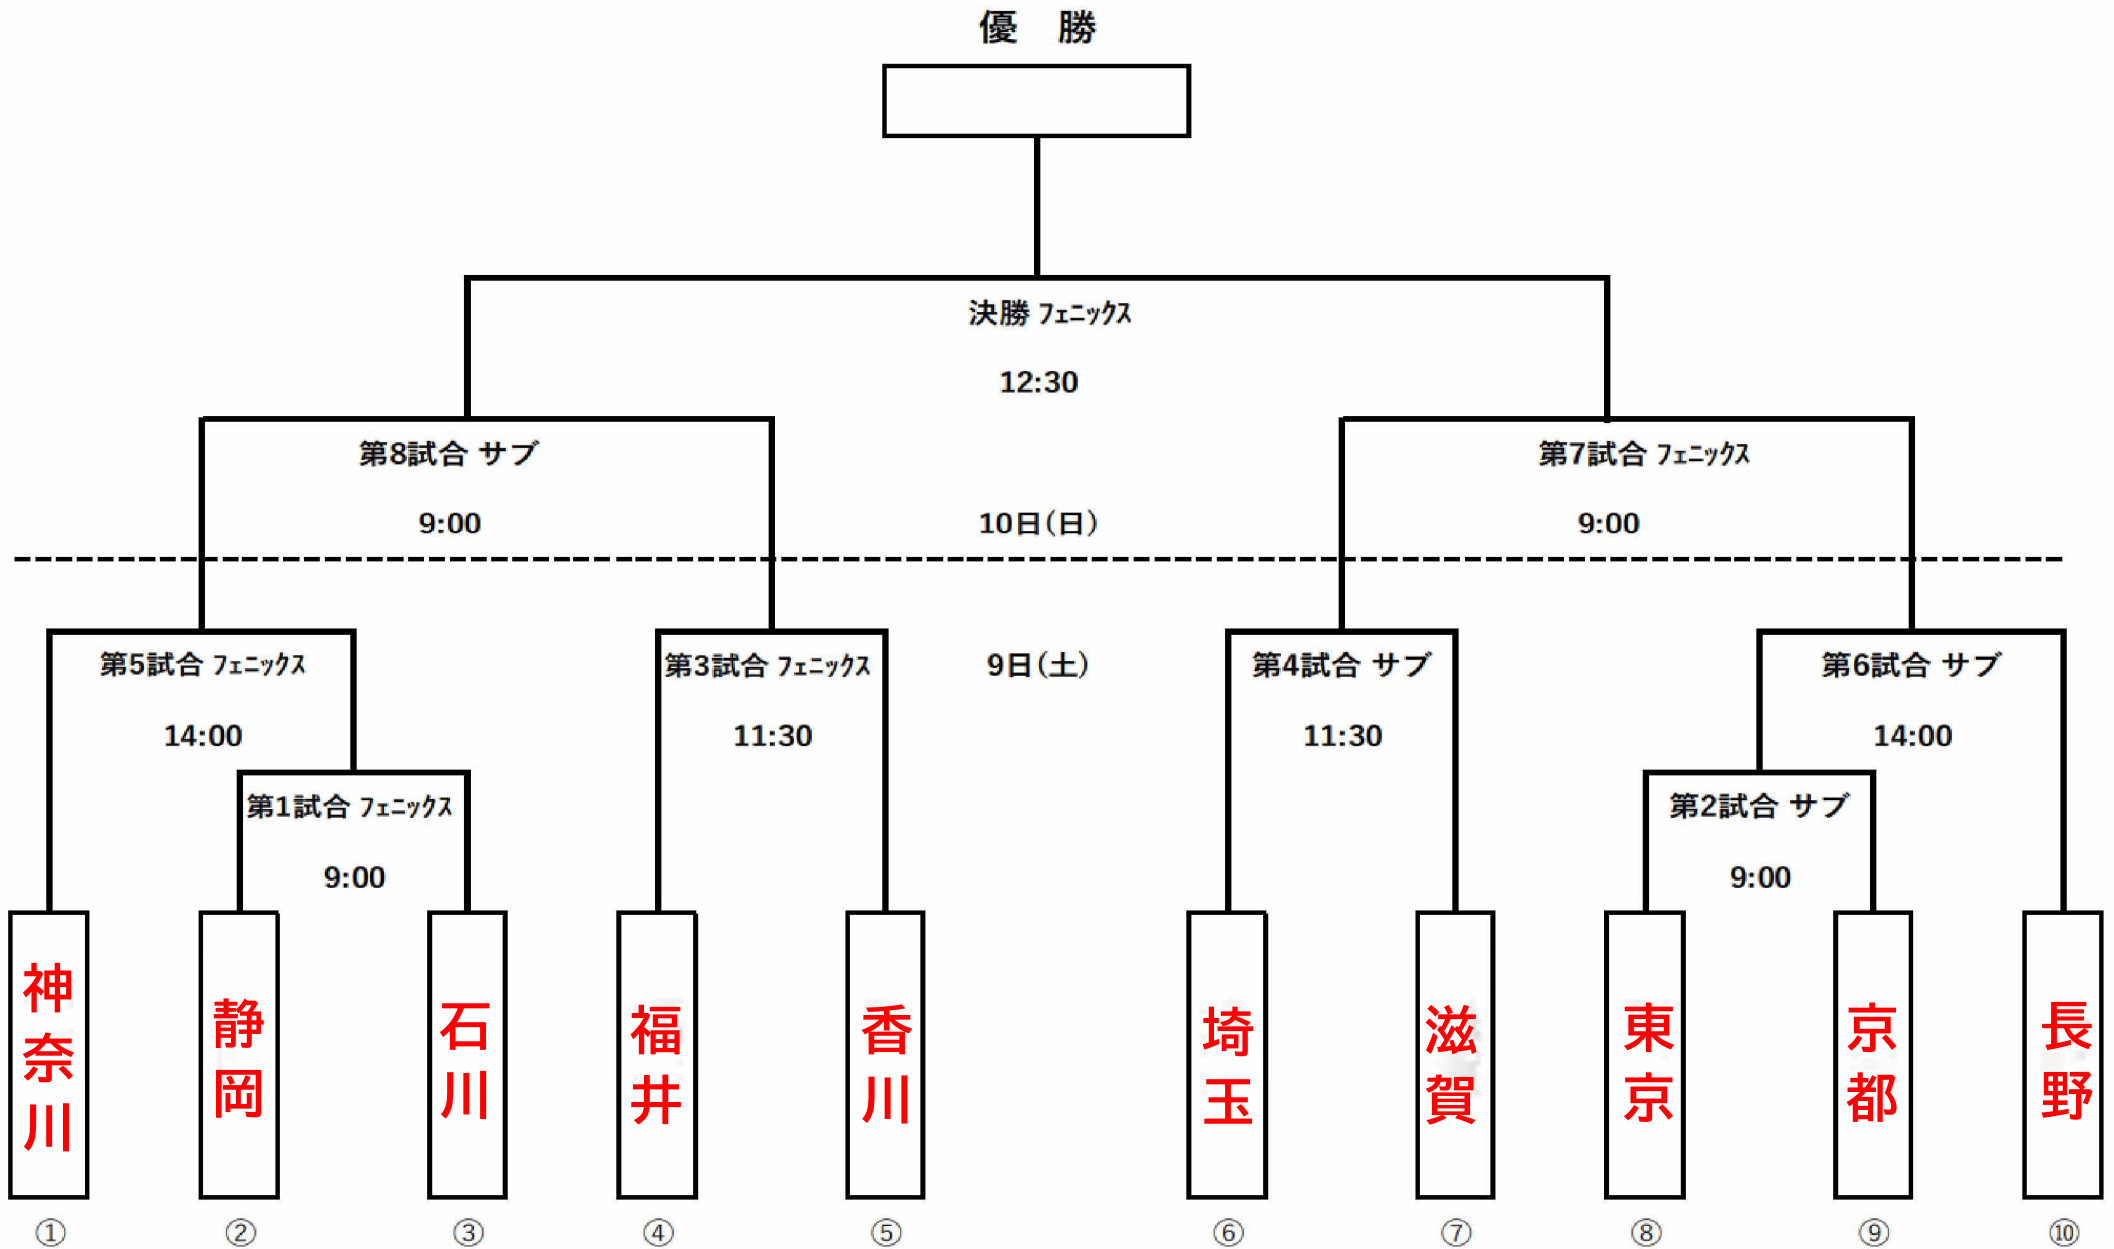 優　勝
決勝 フェニックス
12:30
第8試合 サブ
第7試合 フェニックス
9:00
10日(日)
9:00
第5試合 フェニックス
第3試合 フェニックス
9日(土)
第4試合 サブ
第6試合 サブ
14:00
11:30
11:30
14:00
第1試合 フェニックス
第2試合 サブ
9:00
9:00
神奈川
静岡
石川
福井
香川
埼玉
滋賀
東京
京都
長野
①
②
③
④
⑤
⑥
⑦
⑧
⑨
⑩